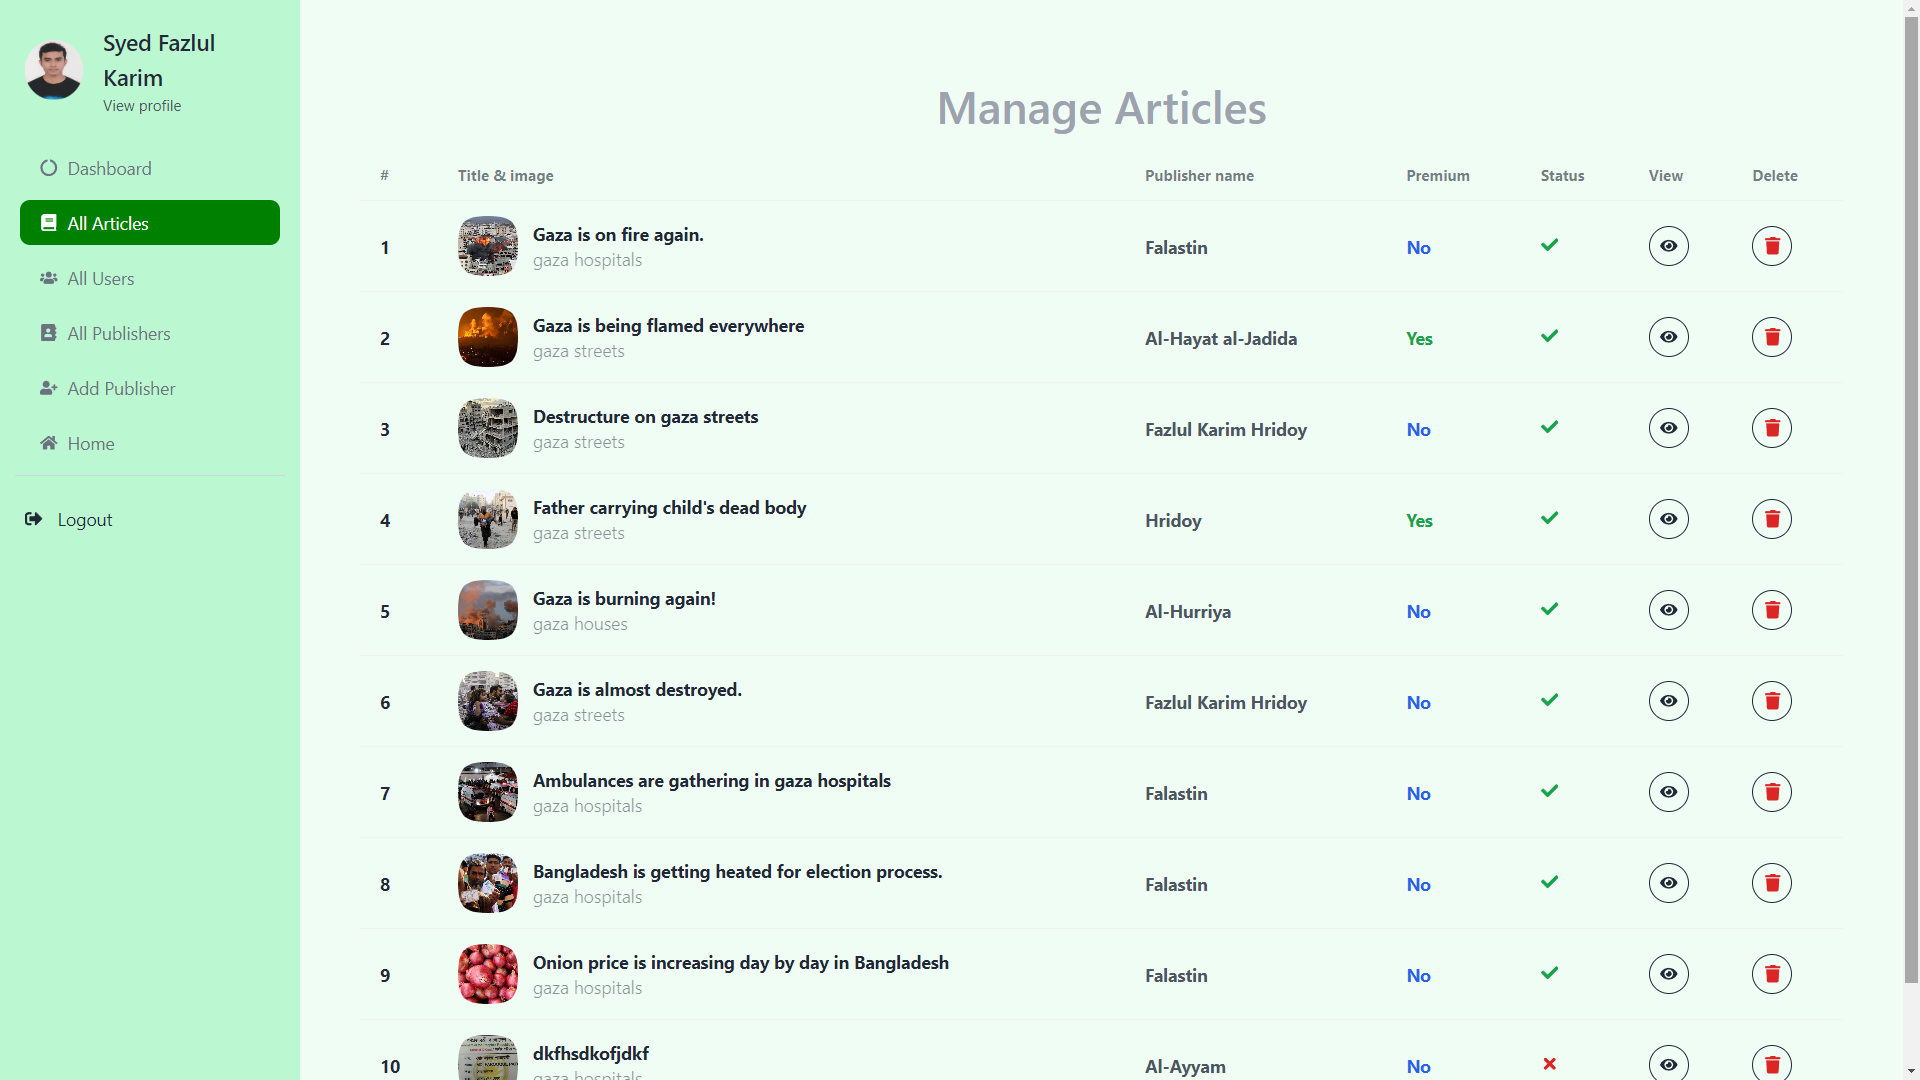 Syed Fazlul
Karim
View profile
Dashboard
All Articles
All Users
All Publishers
Add Publisher
Home
Logout
Manage Articles
# Title & image Publisher name Premium Status View Delete
1 Gaza is on fire again. Falastin No
gaza hospitals
2 Gaza is being flamed everywhere Al-Hayat al-Jadida Yes
gaza streets
3 Destructure on gaza streets Fazlul Karim Hridoy No
gaza streets
4 Father carrying child's dead body Hridoy Yes
gaza streets
5 Gaza is burning again! Al-Hurriya No
gaza houses
6 Gaza is almost destroyed. Fazlul Karim Hridoy No
gaza streets
7 Ambulances are gathering in gaza hospitals Falastin No
gaza hospitals
8 Bangladesh is getting heated for election process. Falastin No
gaza hospitals
9 Onion price is increasing day by day in Bangladesh Falastin No
gaza hospitals
10 dkfhsdkofjdkf Al-Ayyam No
gaza hospitals